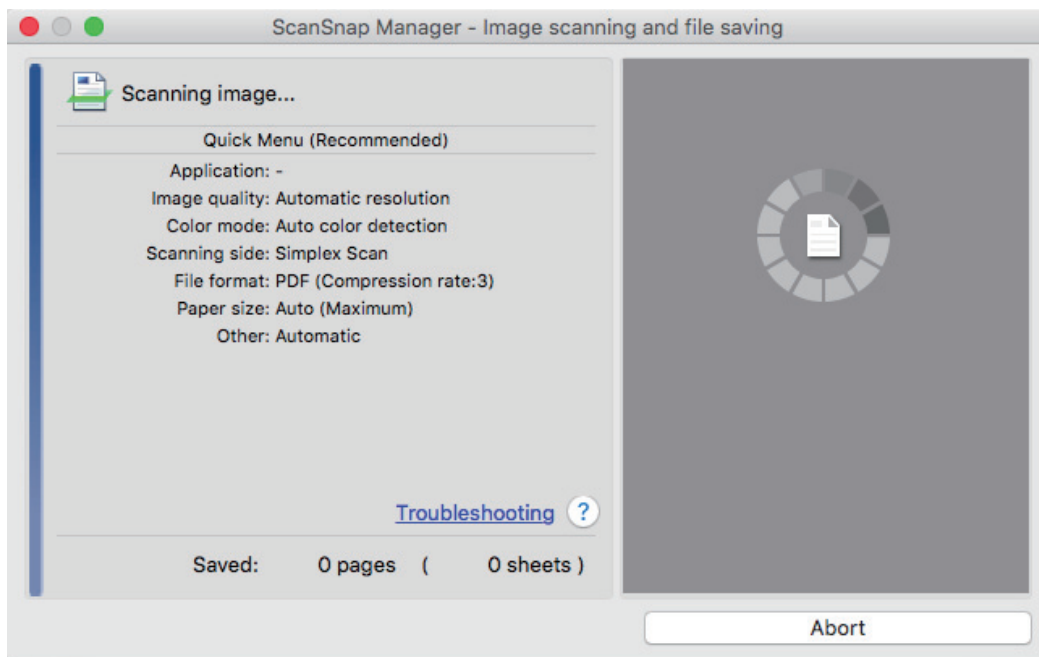 ScanSnap Manager - Image scanning and file saving
Scanning image...
Quick Menu (Recommended)
Application: -
Image quality: Automatic resolution
Color mode: Auto color detection
Scanning side: Simplex Scan
File format: PDF (Compression rate:3)
Paper size: Auto (Maximum)
Other: Automatic
Troubleshooting ?
Saved: 0 pages ( 0 sheets )
Abort